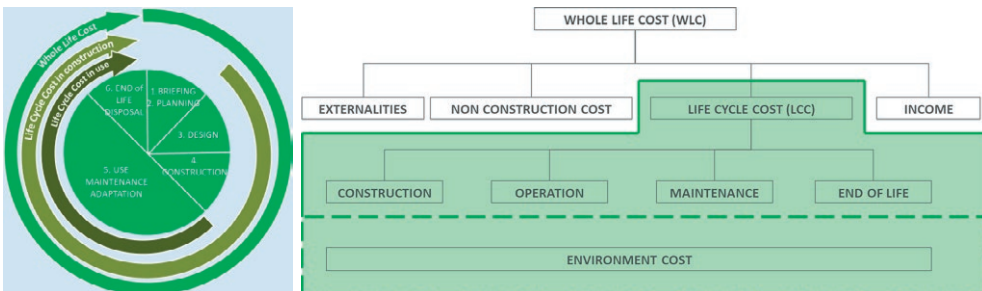 Whole Life Cost
Life Cycle Cost in construction
Life Cycle Cost in use
6. END of
LIFE
DISPOSAL
1. BRIEFING
2. PLANNING
3. DESIGN
4.
CONSTRUCTION
5. USE
MAINTENANCE
ADAPTATION
WHOLE LIFE COST (WLC)
EXTERNALITIES
NON CONSTRUCTION COST
LIFE CYCLE COST (LCC)
INCOME
CONSTRUCTION
OPERATION
MAINTENANCE
END OF LIFE
ENVIRONMENT COST